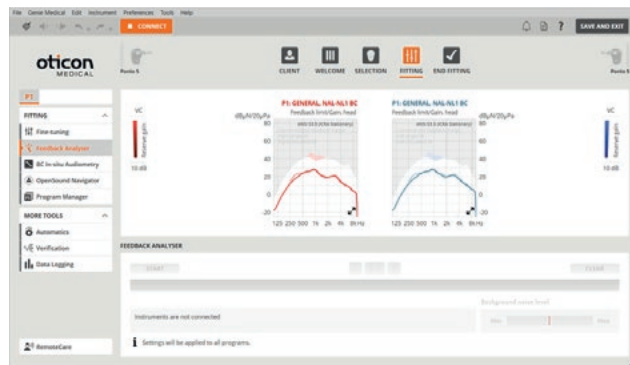 File Genie Medical Edit Instrument Preferences Tools Help
CONNECT
? SAVE AND EXIT
oticon
MEDICAL
Ponto 5
CLIENT WELCOME SELECTION FITTING END FITTING
Ponto 5
P1
FITTING
Fine-tuning
Feedback Analyser
BC In-situ Audiometry
OpenSound Navigator
Program Manager
MORE TOOLS
Automatics
Verification
Data Logging
RemoteCare
VC
Reserve gain
10 dB
P1: GENERAL, NAL-NL1 BC
Feedback limit/Gain, head
dBµN/20µPa
80
60
40
20
0
-20
125 250 500 1k 2k 4k 8k Hz
P1: GENERAL, NAL-NL1 BC
Feedback limit/Gain, head
dBµN/20µPa
80
60
40
20
0
-20
125 250 500 1k 2k 4k 8k Hz
VC
Reserve gain
10 dB
FEEDBACK ANALYSER
START
CLEAR
Background noise level
Instruments are not connected
i Settings will be applied to all programs.